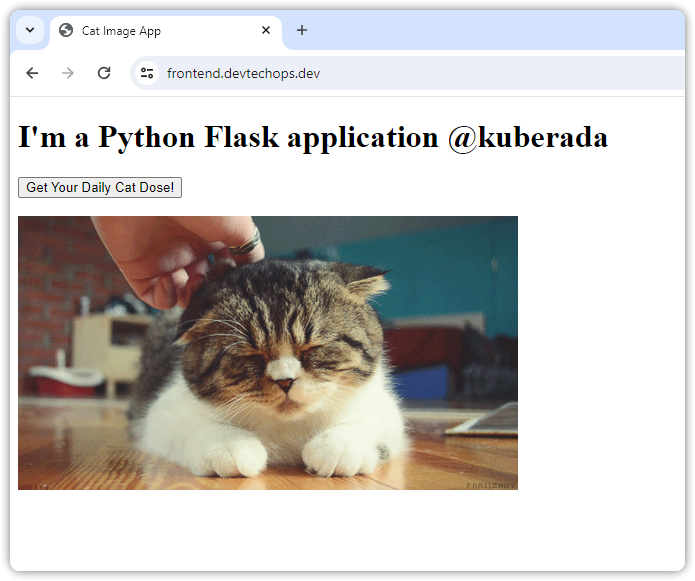 Cat Image App
frontend.devtechops.dev
I'm a Python Flask application @kuberada
Get Your Daily Cat Dose!
PARTIZANY